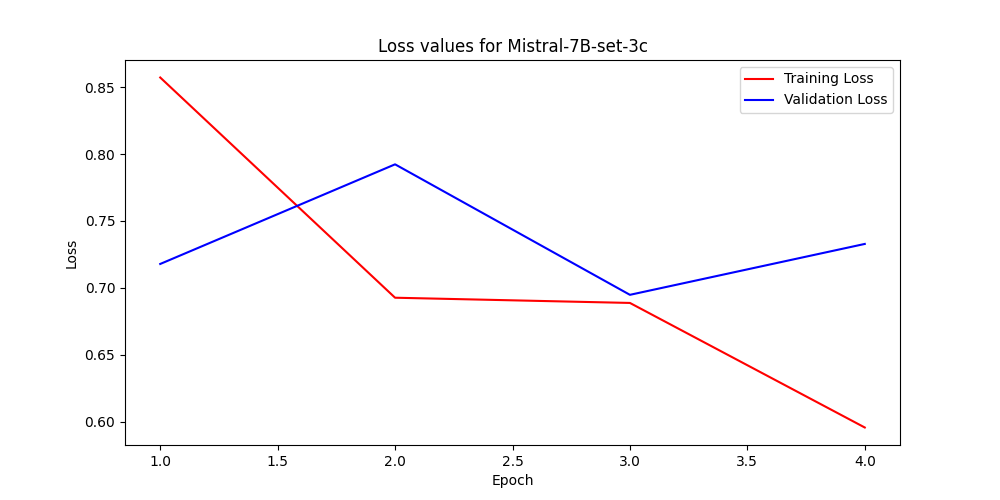 Loss values for Mistral-7B-set-3c
Training Loss
Validation Loss
Loss
0.85
0.80
0.75
0.70
0.65
0.60
1.0 1.5 2.0 2.5 3.0 3.5 4.0
Epoch